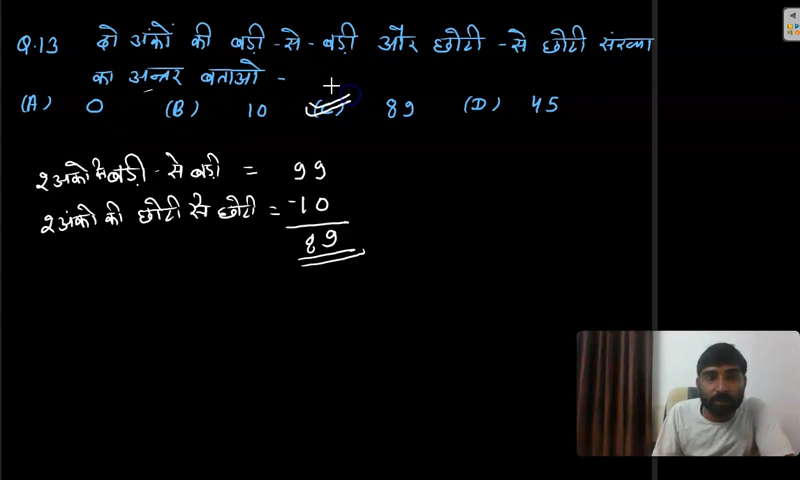 Q.13 दो अंकों की बड़ी-से-बड़ी और छोटी-से छोटी संख्या
का अन्तर बताओ -
(A) 0 (B) 10 (C) 89 (D) 45
2 अंको से बड़ी-से बड़ी = 99
2 अंको की छोटी से छोटी = -10
89